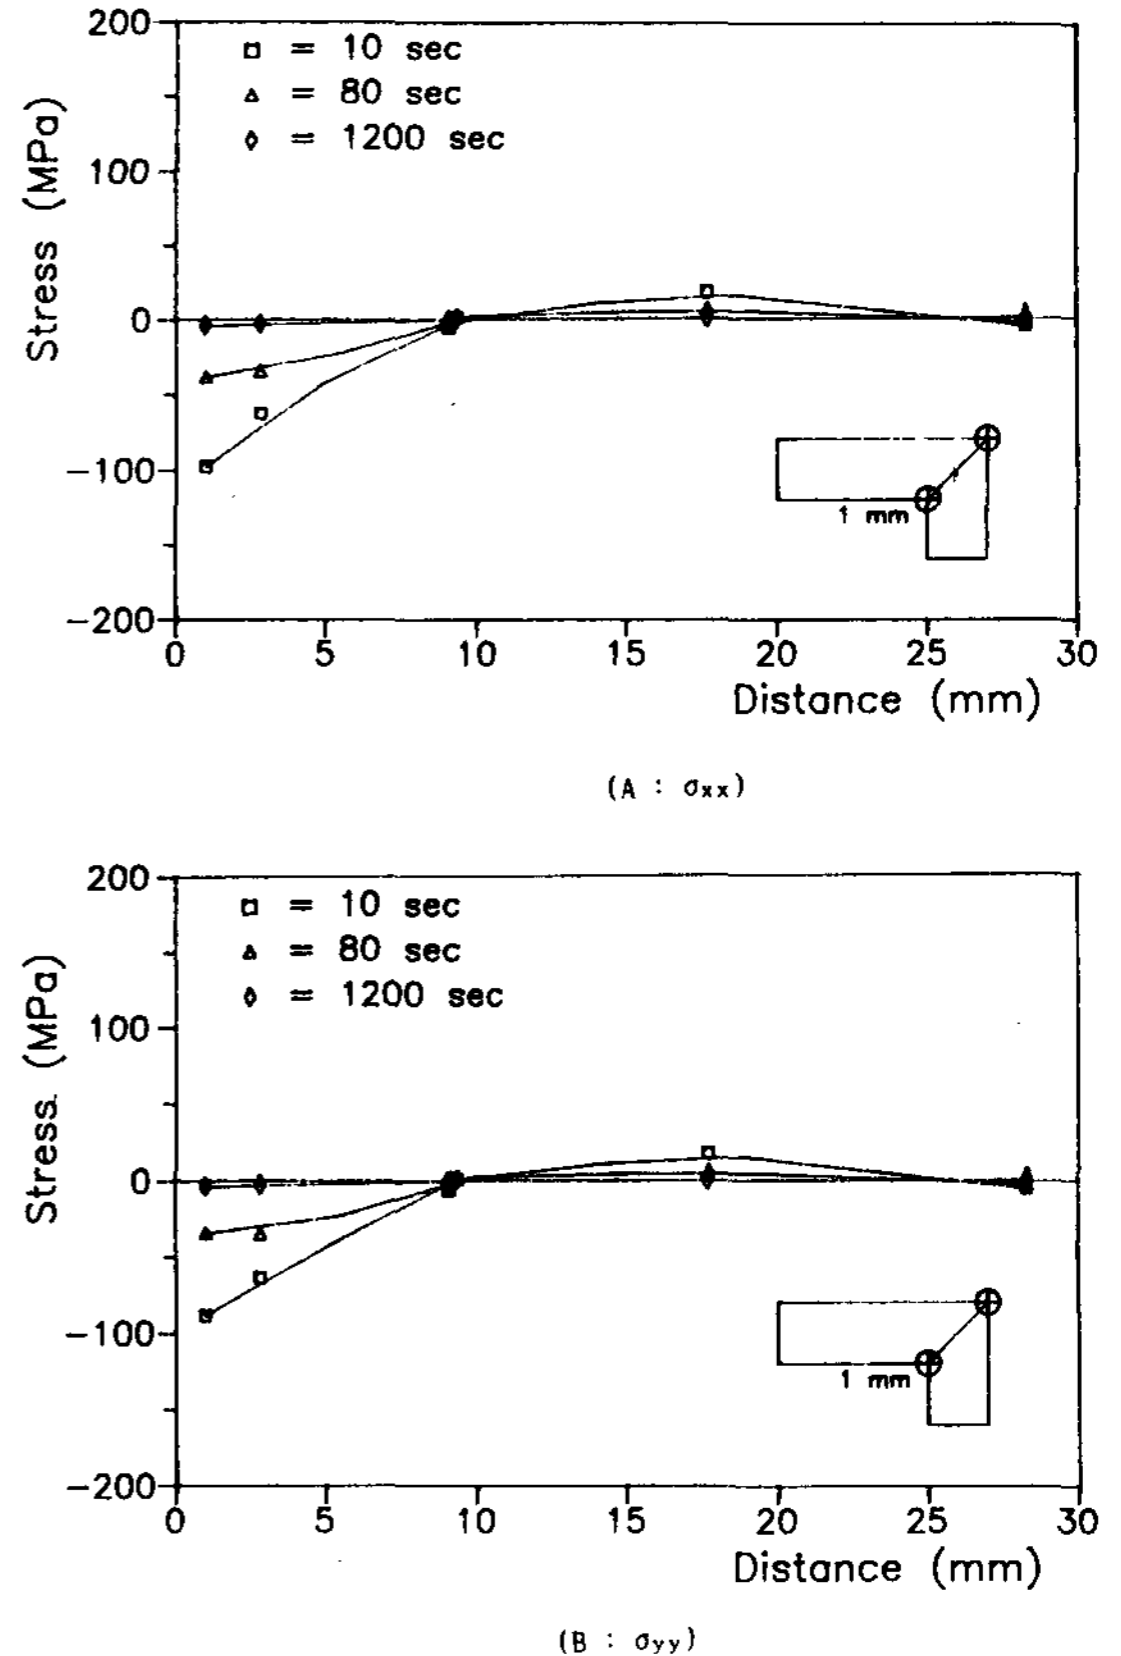 200
□ = 10 sec
△ = 80 sec
◊ = 1200 sec
100
0
−100
−200
Stress (MPa)
1 mm
0 5 10 15 20 25 30
Distance (mm)
(A : σxx)
200
□ = 10 sec
△ = 80 sec
◊ = 1200 sec
100
0
−100
−200
Stress (MPa)
1 mm
0 5 10 15 20 25 30
Distance (mm)
(B : σyy)